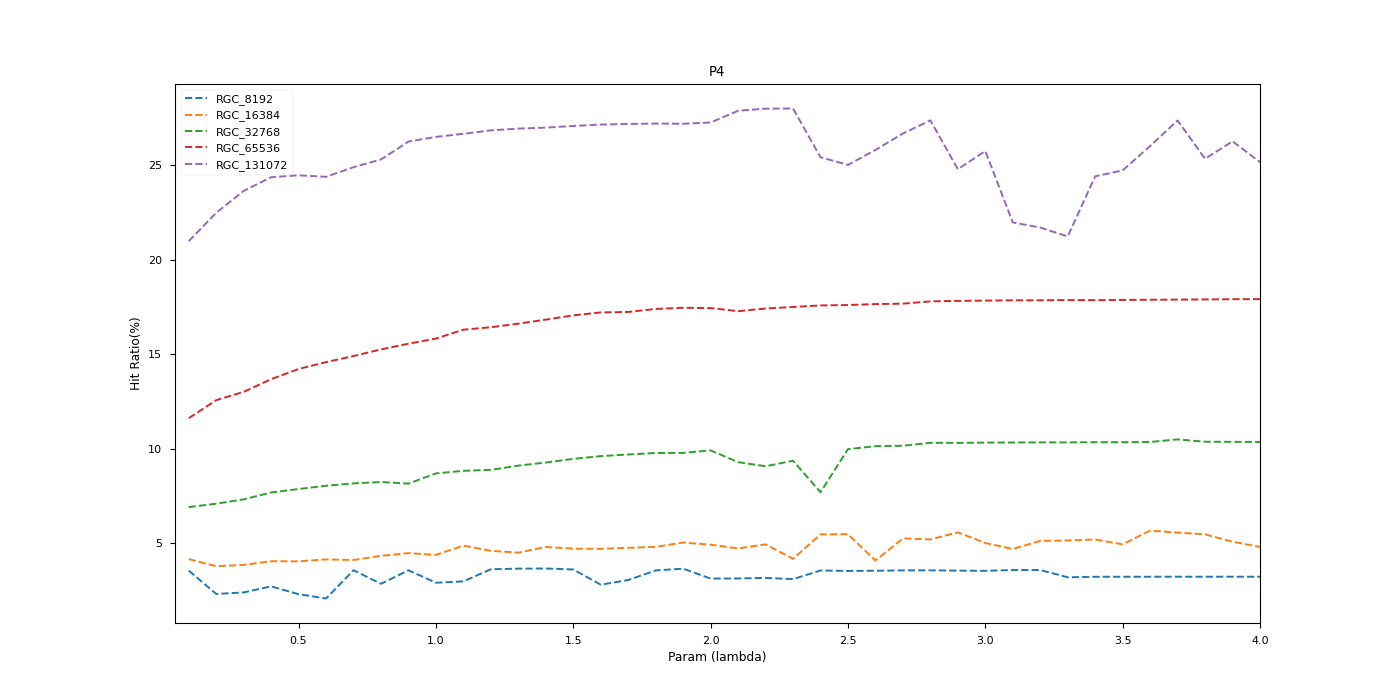 P4
RGC_8192
RGC_16384
RGC_32768
RGC_65536
RGC_131072
Hit Ratio(%)
25
20
15
10
5
0.5 1.0 1.5 2.0 2.5 3.0 3.5 4.0
Param (lambda)